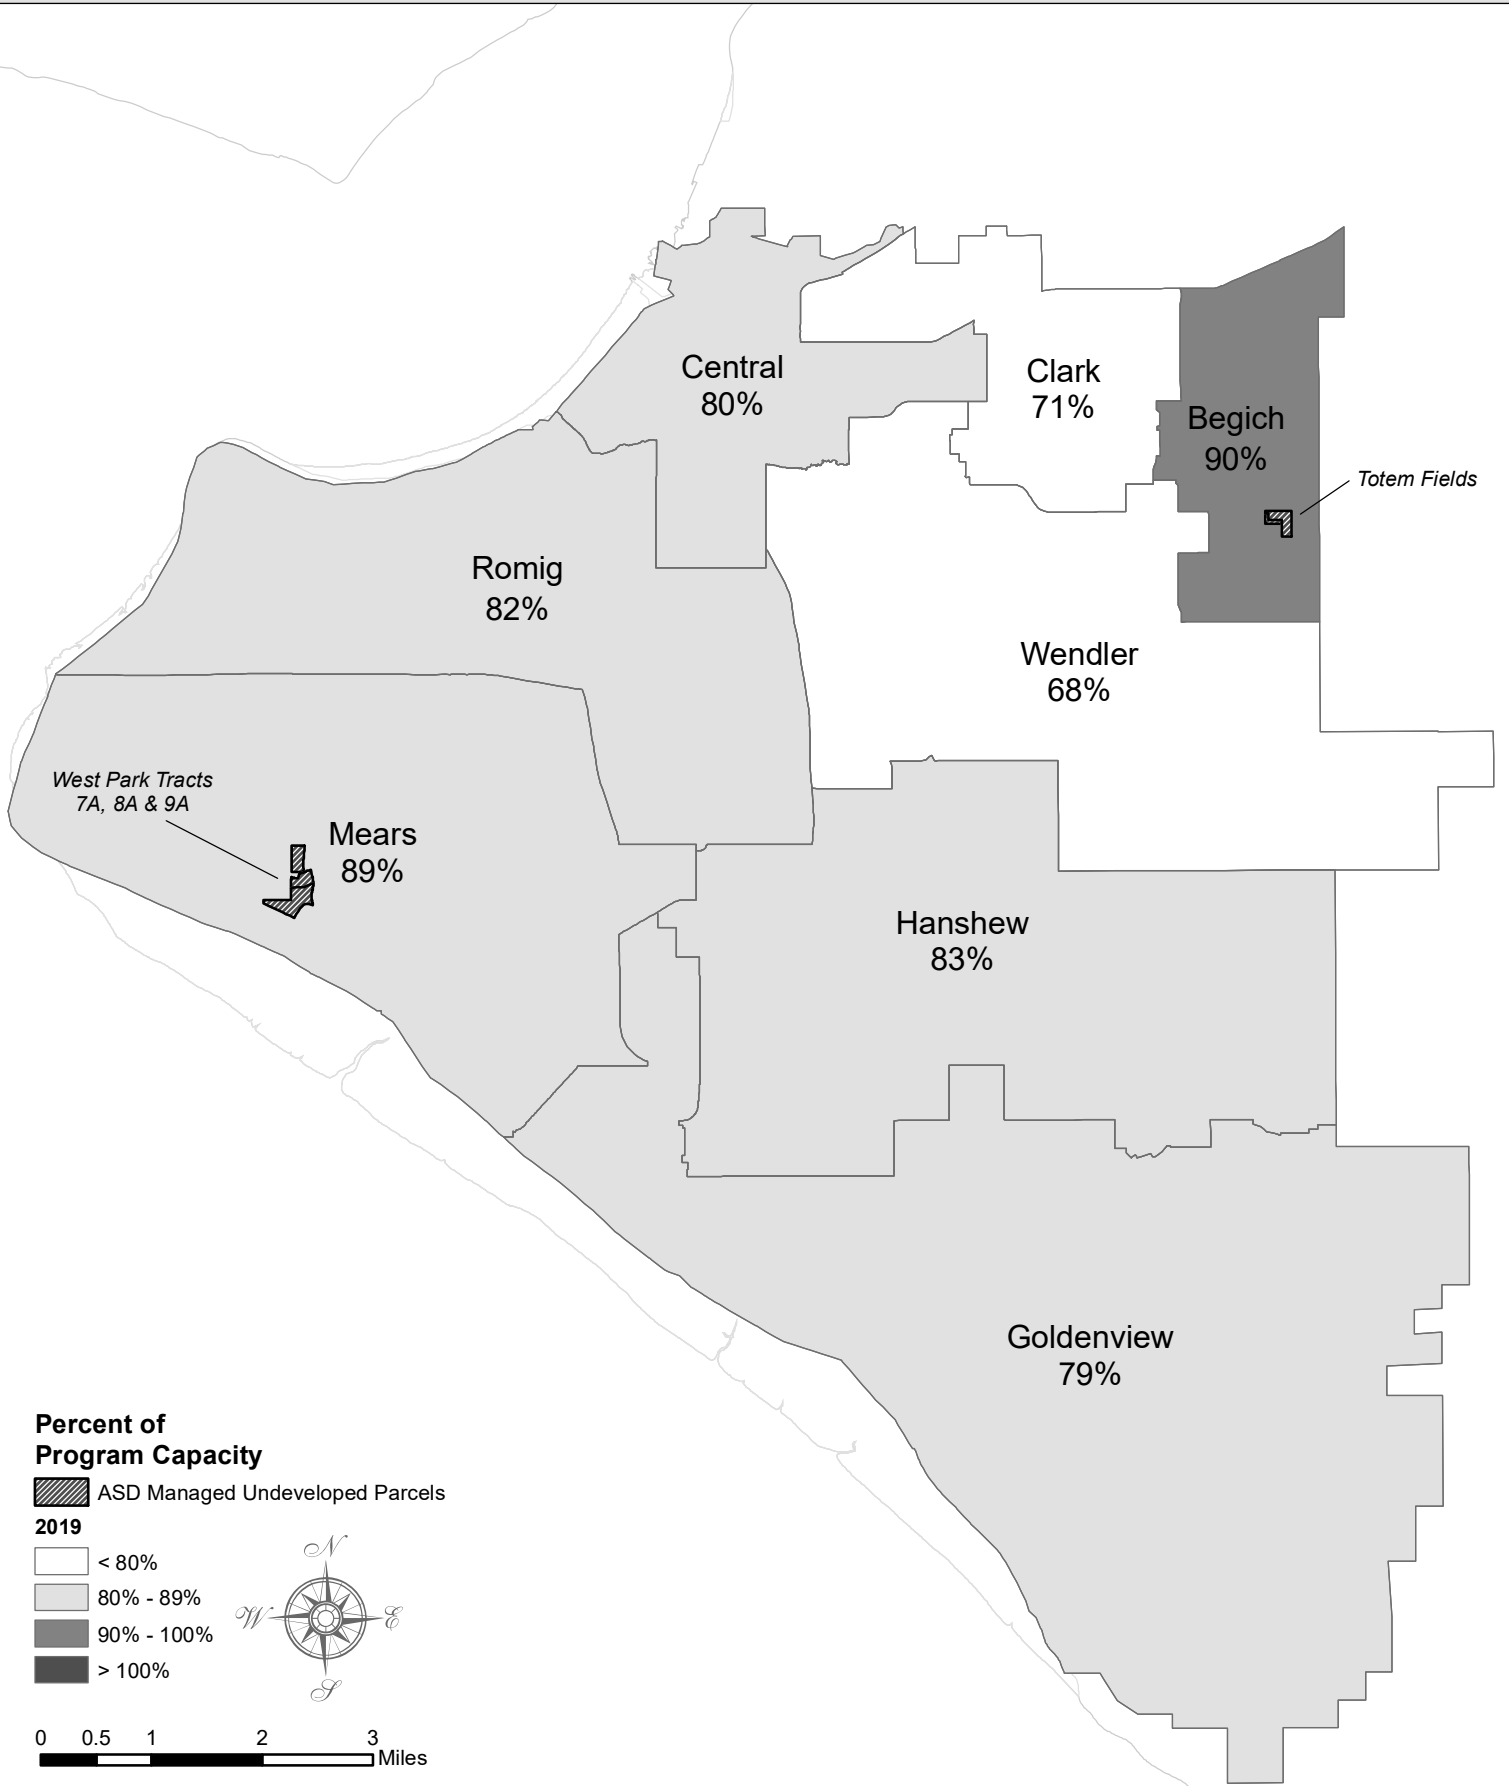 Central
80%
Clark
71%
Begich
90%
Totem Fields
Romig
82%
Wendler
68%
West Park Tracts
7A, 8A & 9A
Mears
89%
Hanshew
83%
Goldenview
79%
Percent of
Program Capacity
ASD Managed Undeveloped Parcels
2019
< 80%
80% - 89%
90% - 100%
> 100%
N
W
E
S
0 0.5 1 2 3
Miles